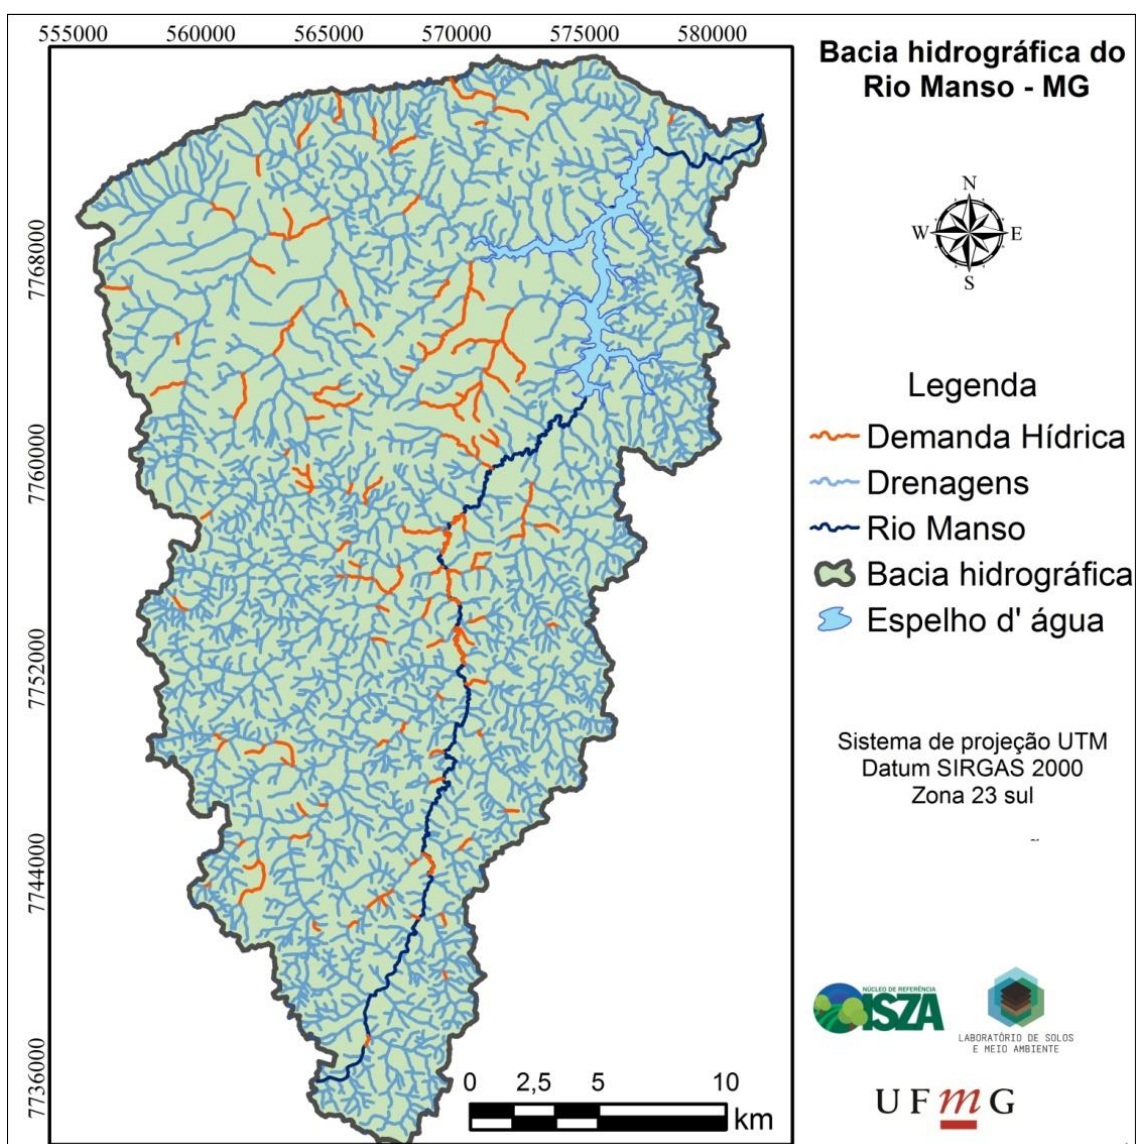 555000 560000 565000 570000 575000 580000
Bacia hidrográfica do
Rio Manso - MG
N
W E
S
7768000
7760000
7752000
7744000
7736000
Legenda
Demanda Hídrica
Drenagens
Rio Manso
Bacia hidrográfica
Espelho d' água
Sistema de projeção UTM
Datum SIRGAS 2000
Zona 23 sul
NÚCLEO DE REFERÊNCIA
ISZA
LABORATÓRIO DE SOLOS
E MEIO AMBIENTE
UFmG
0 2,5 5 10
km